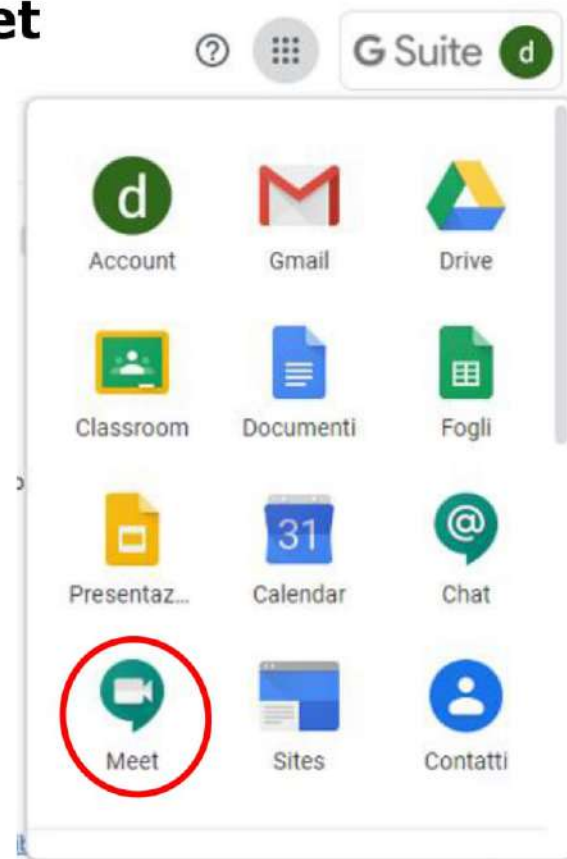 et
G Suite d
d
Account Gmail Drive
Classroom Documenti Fogli
31 @
Presentaz... Calendar Chat
Meet Sites Contatti